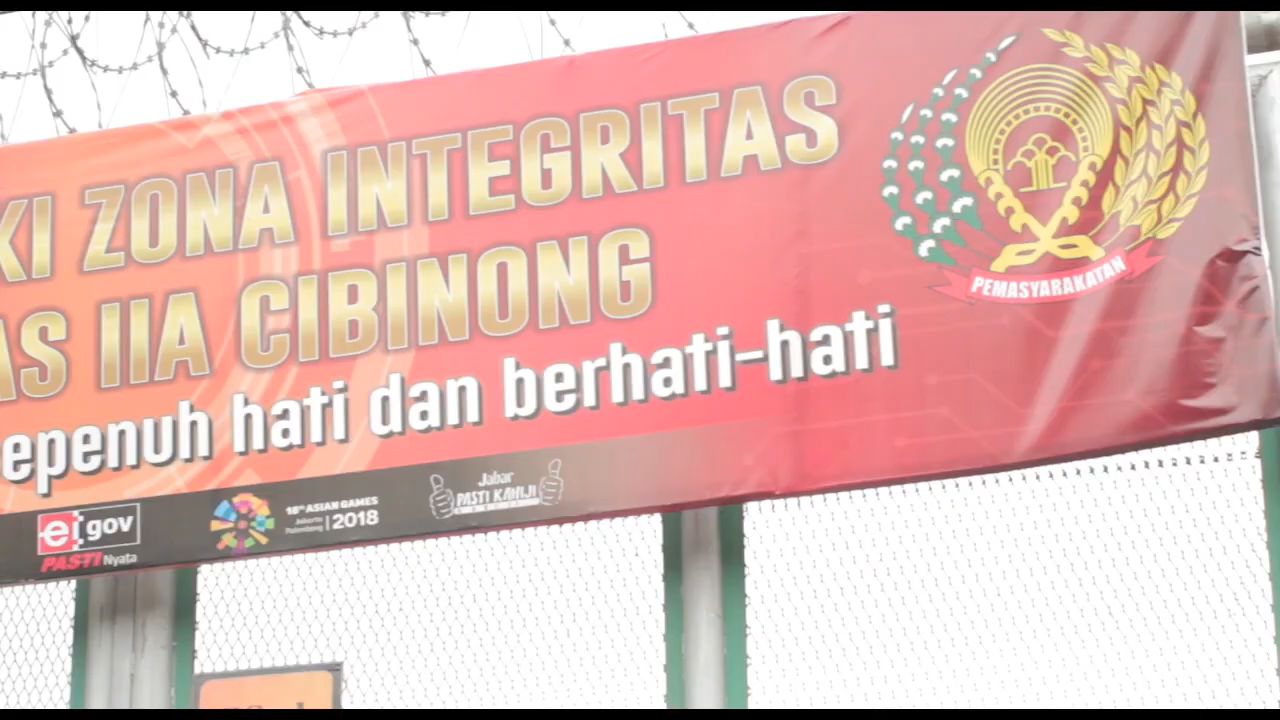 KI ZONA INTEGRITAS
AS IIA CIBINONG
epenuh hati dan berhati-hati
PEMASYARAKATAN
e gov
PASTI Nyata
18th ASIAN GAMES
Jakarta
Palembang | 2018
Jabar
PASTI KAHIJI